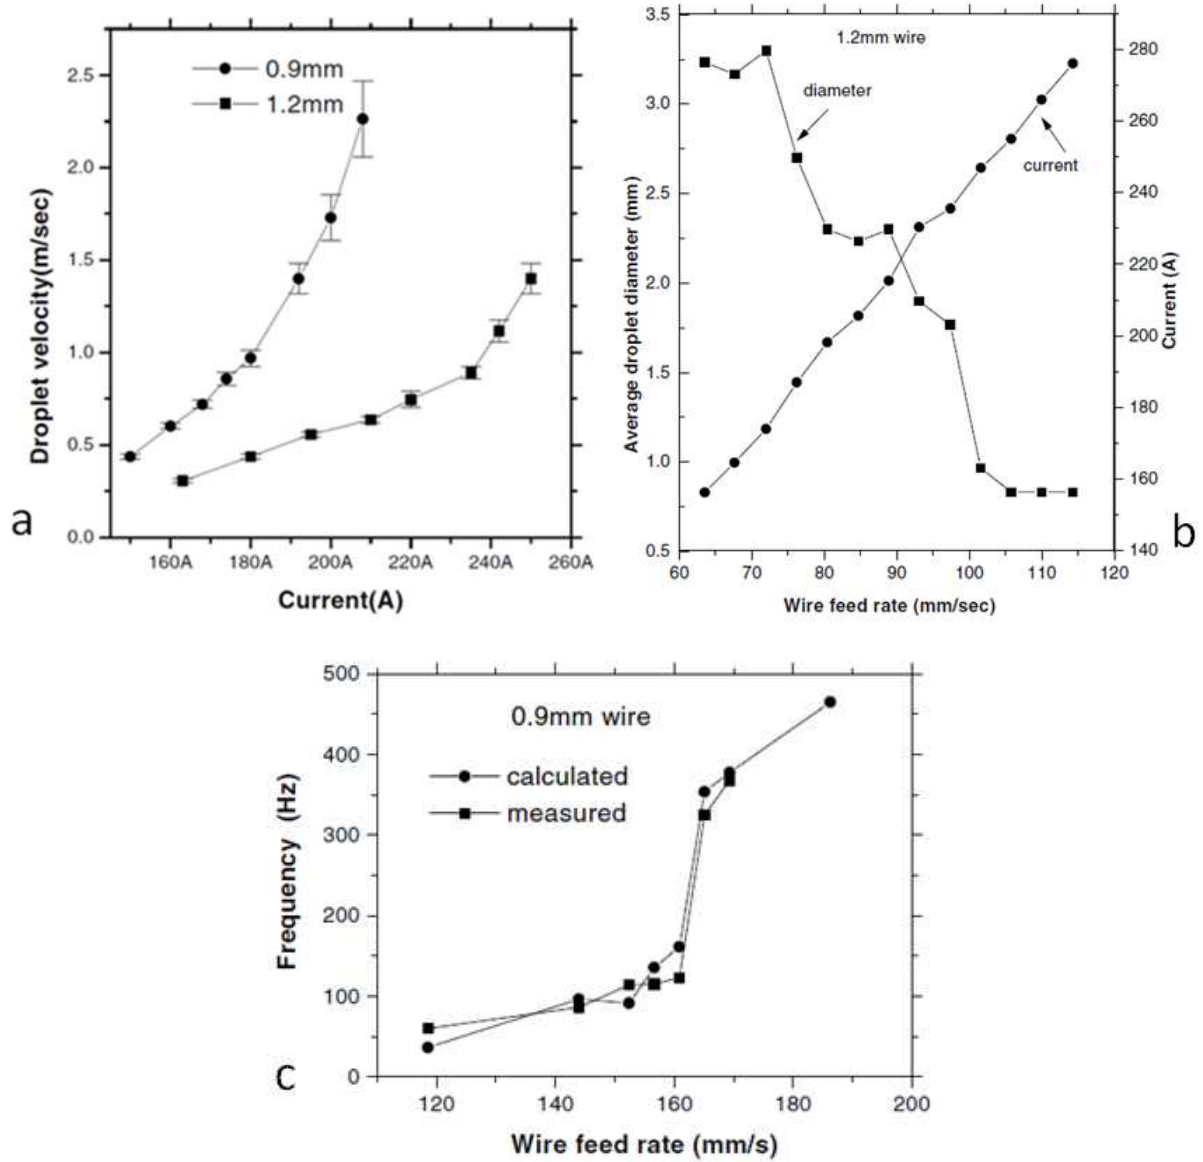 0.9mm
1.2mm
2.5
2.0
1.5
1.0
0.5
0.0
Droplet velocity(m/sec)
160A 180A 200A 220A 240A 260A
Current(A)
a
1.2mm wire
diameter
current
3.5
3.0
2.5
2.0
1.5
1.0
0.5
Average droplet diameter (mm)
280
260
240
220
200
180
160
140
Current (A)
60 70 80 90 100 110 120
Wire feed rate (mm/sec)
b
0.9mm wire
calculated
measured
500
400
300
200
100
0
Frequency (Hz)
120 140 160 180 200
Wire feed rate (mm/s)
c